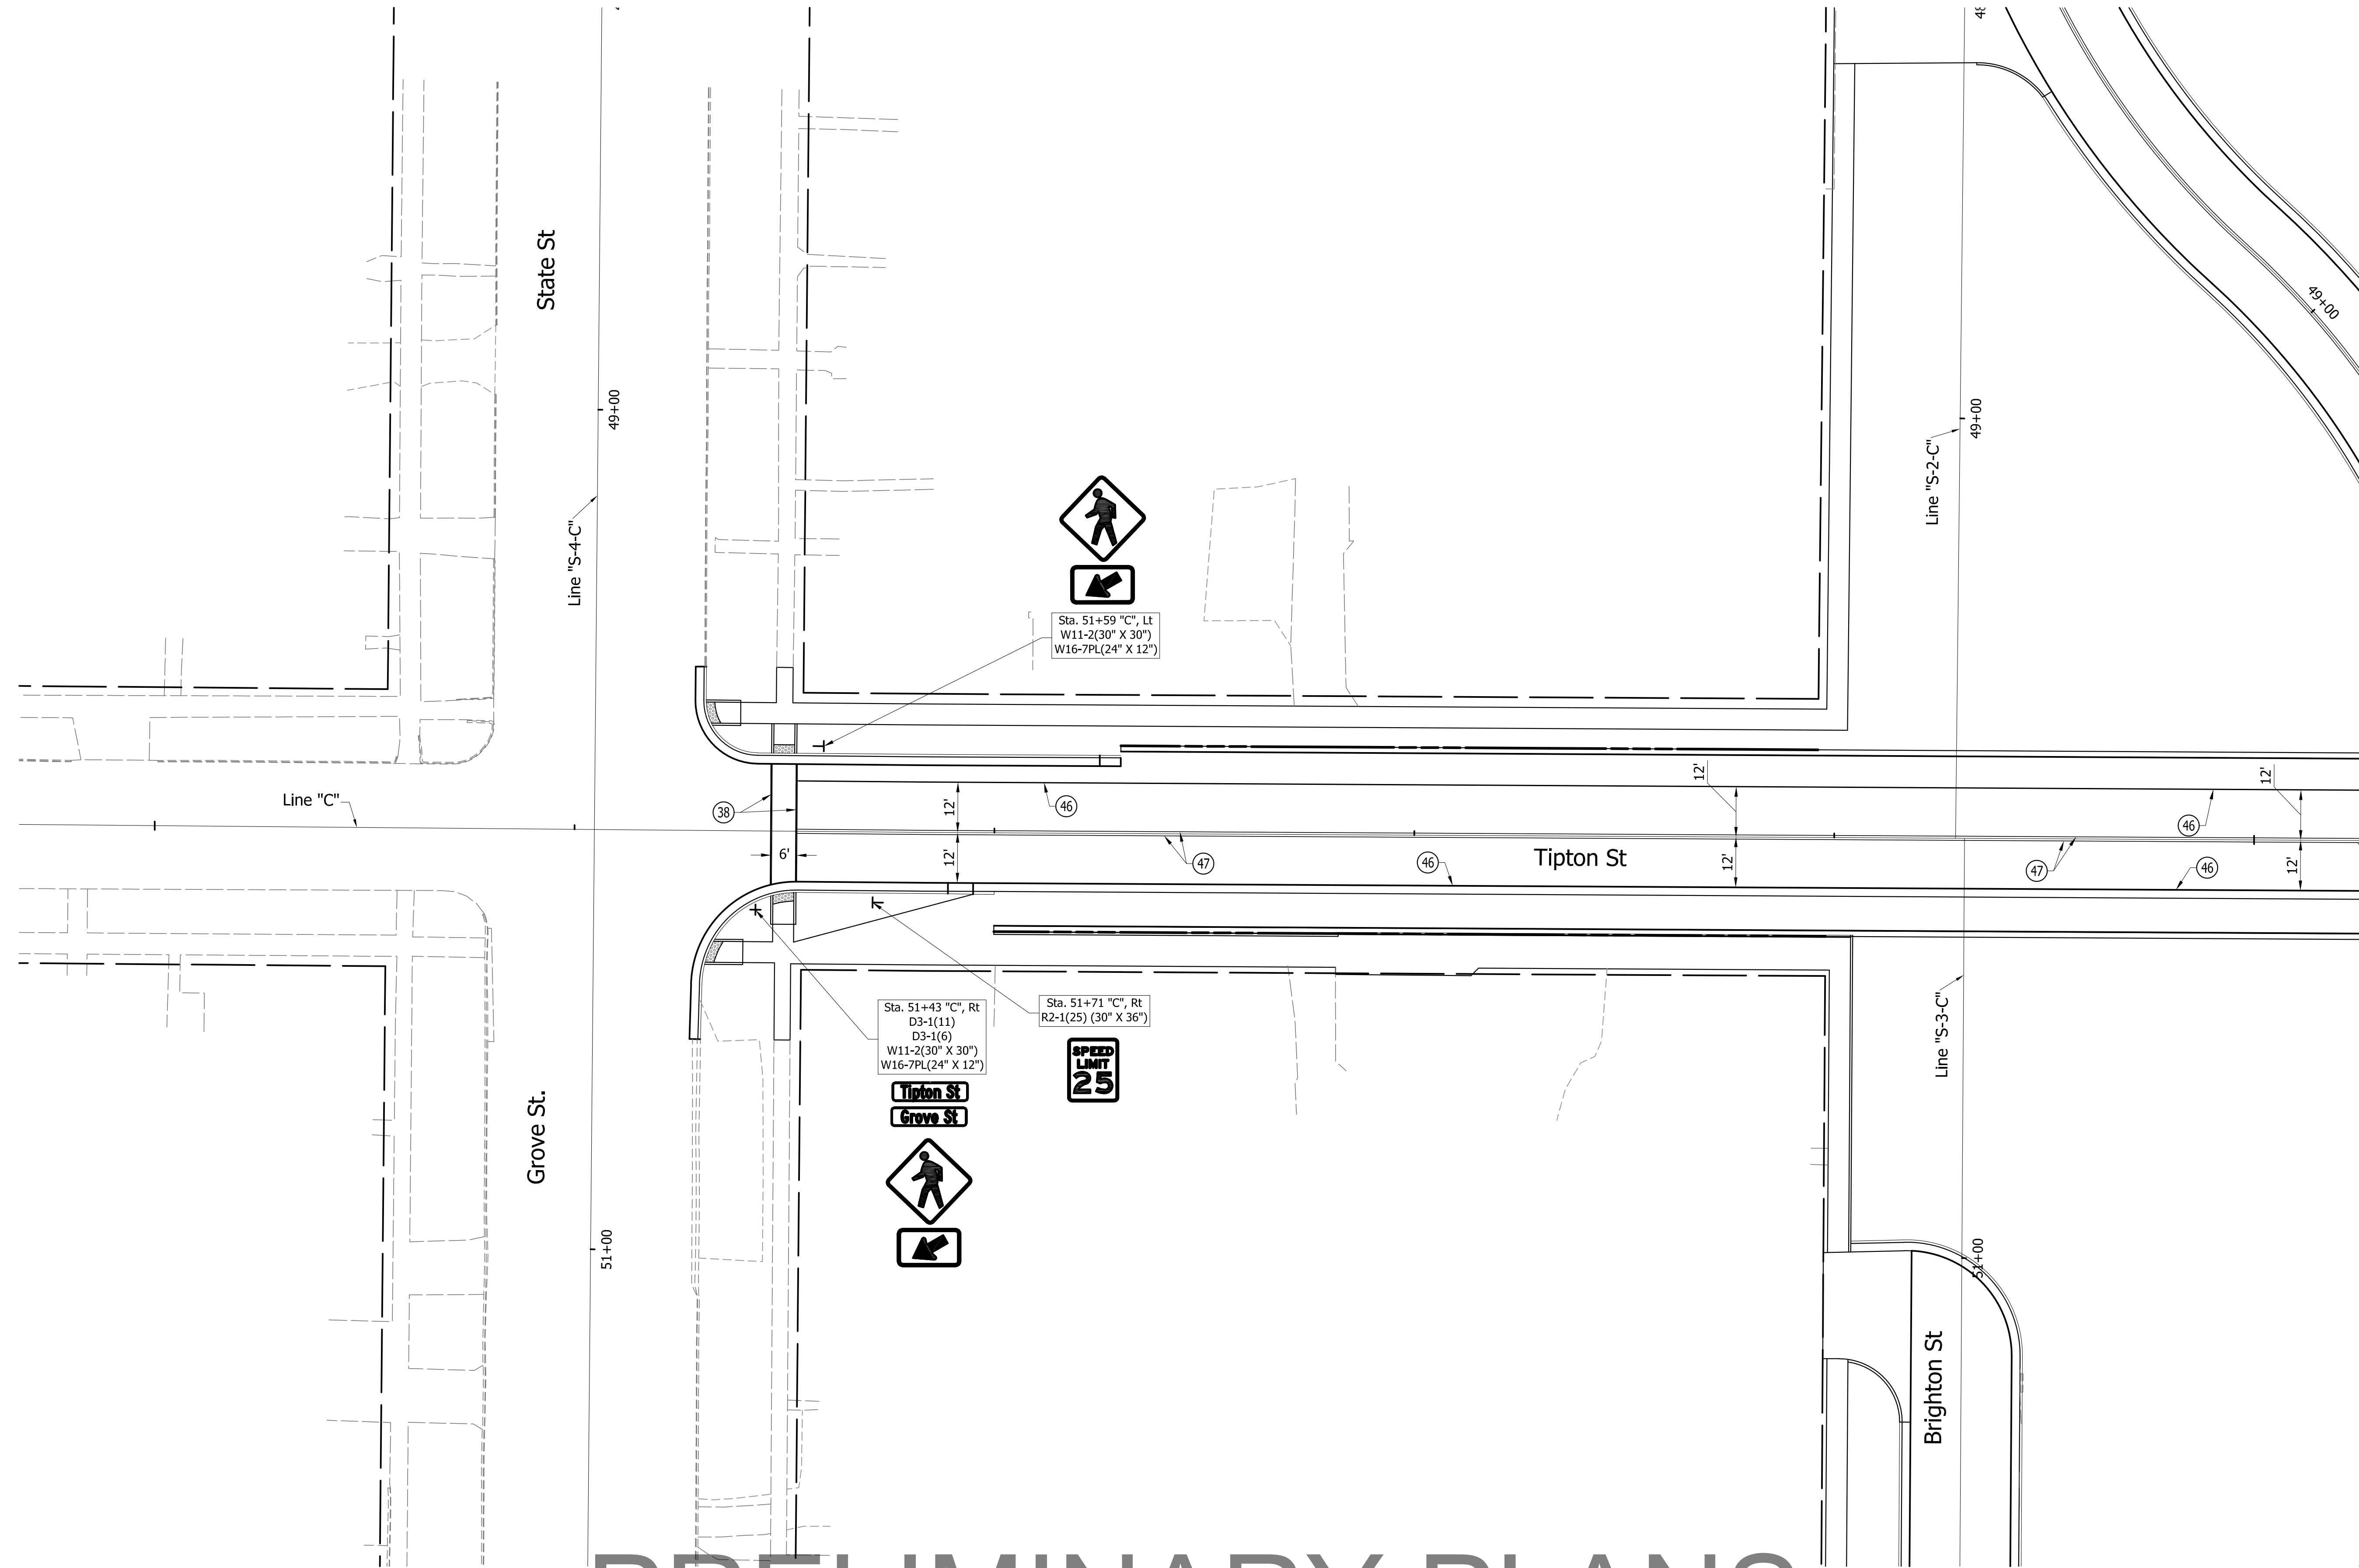 State St
49+00
Line "S-4-C"
49+00
Line "S-2-C"
49+00
Sta. 51+59 "C", Lt
W11-2(30" X 30")
W16-7PL(24" X 12")
Line "C"
38
12'
46
12'
12'
46
6'
12'
47
46
Tipton St
12'
47
46
12'
Sta. 51+43 "C", Rt
D3-1(11)
D3-1(6)
W11-2(30" X 30")
W16-7PL(24" X 12")
Sta. 51+71 "C", Rt
R2-1(25) (30" X 36")
SPEED
LIMIT
25
Tipton St
Grove St
Grove St.
51+00
Line "S-3-C"
51+00
Brighton St
PRELIMINARY PLANS